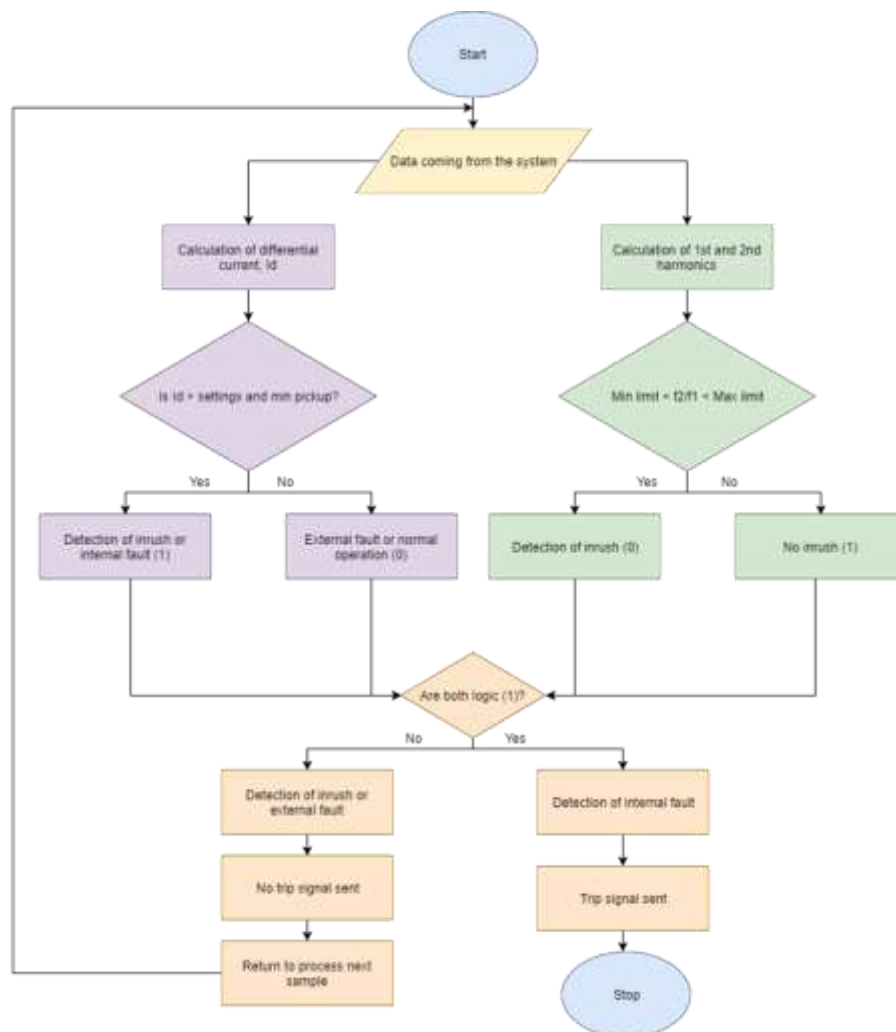 Start
Data coming from the system
Calculation of differential
current, Id
Calculation of 1st and 2nd
harmonics
Is Id + settings and min pickup?
Min limit < f2/f1 < Max limit
Yes
No
Yes
No
Detection of inrush or
internal fault (1)
External fault or normal
operation (0)
Detection of inrush (0)
No inrush (1)
Are both logic (1)?
No
Yes
Detection of inrush or
external fault
Detection of internal fault
No trip signal sent
Trip signal sent
Return to process next
sample
Stop